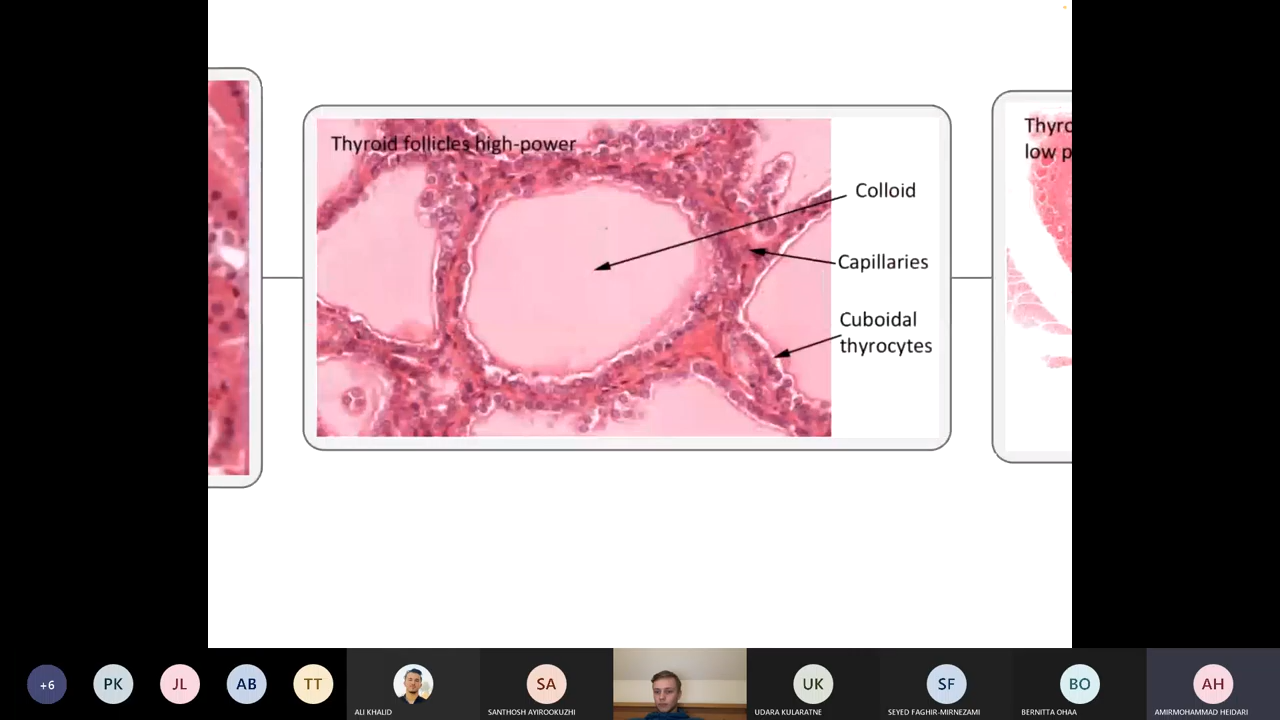 Thyroid follicles high-power
Colloid
Capillaries
Cuboidal
thyrocytes
Thyro
low p
+6
PK
JL
AB
TT
ALI KHALID
SA
SANTHOSH AYIROOKUZHI
UK
UDARA KULARATNE
SF
SEYED FAGHIR-MIRNEZAMI
BO
BERNITTA OHAA
AH
AMIRMOHAMMAD HEIDARI